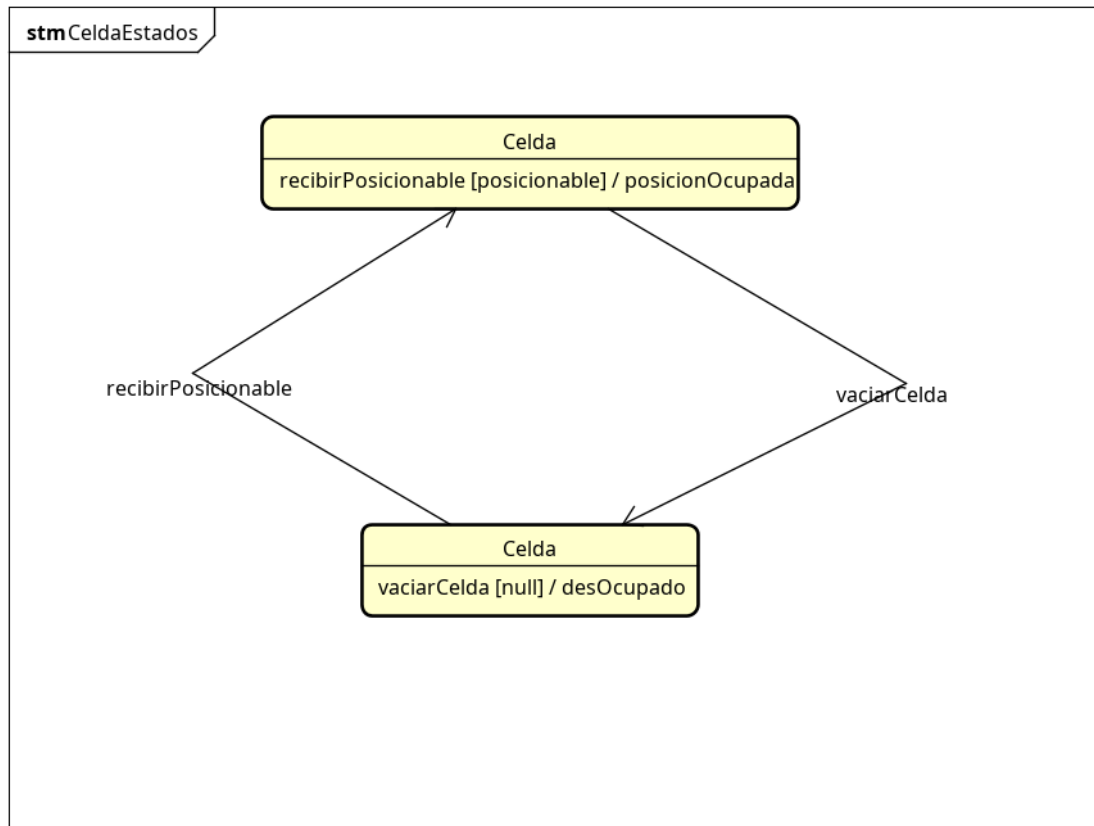 stm CeldaEstados
Celda
recibirPosicionable [posicionable] / posicionOcupada
recibirPosicionable
vaciarCelda
Celda
vaciarCelda [null] / desOcupado